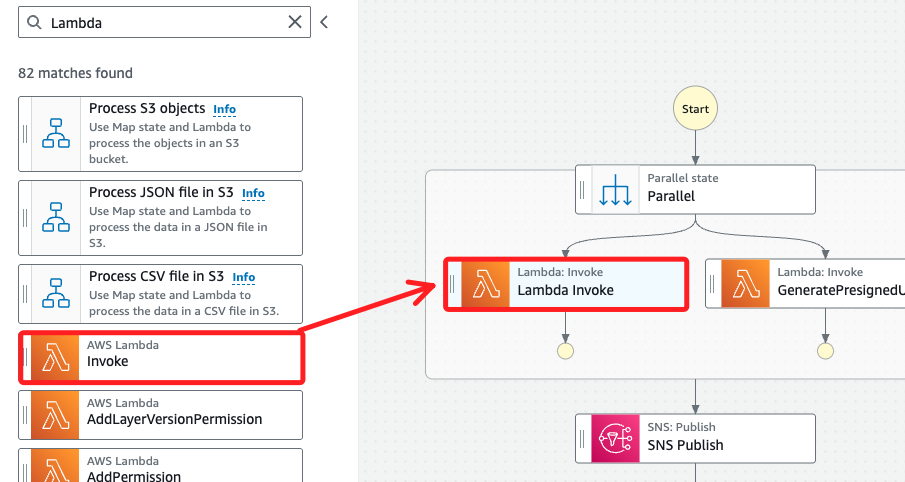 Lambda
82 matches found
Process S3 objects Info
Use Map state and Lambda to
process the objects in an S3
bucket.
Process JSON file in S3 Info
Use Map state and Lambda to
process the data in a JSON file in
S3.
Process CSV file in S3 Info
Use Map state and Lambda to
process the data in a CSV file in S3.
AWS Lambda
Invoke
AWS Lambda
AddLayerVersionPermission
AWS Lambda
AddPermission
Start
Parallel state
Parallel
Lambda: Invoke
Lambda Invoke
Lambda: Invoke
GeneratePresignedU
SNS: Publish
SNS Publish